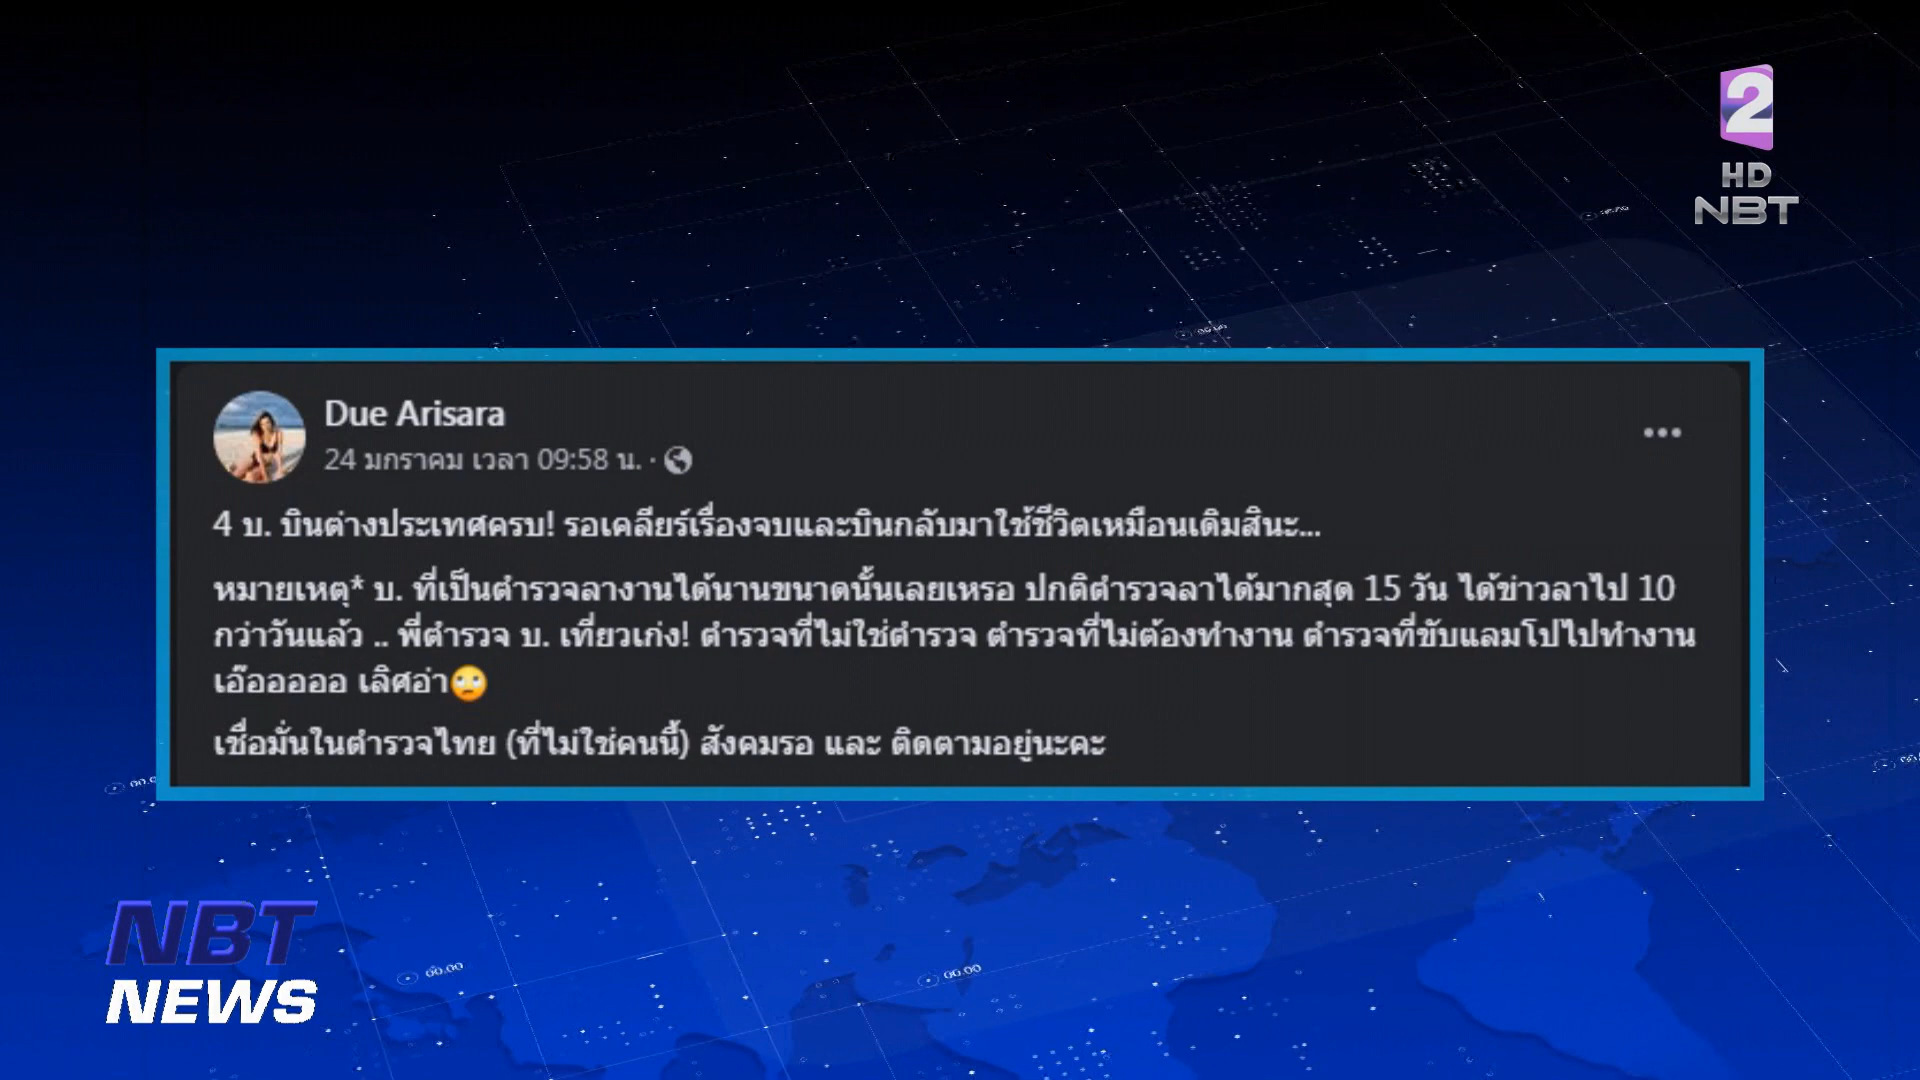 2
HD
NBT
Due Arisara
24 มกราคม เวลา 09:58 น. ·
4 บ. บินต่างประเทศครบ! รอเคลียร์เรื่องจบและบินกลับมาใช้ชีวิตเหมือนเดิมสินะ...
หมายเหตุ* บ. ที่เป็นตำรวจลางานได้นานขนาดนั้นเลยเหรอ ปกติตำรวจลาได้มากสุด 15 วัน ได้ข่าวลาไป 10
กว่าวันแล้ว .. พี่ตำรวจ บ. เที่ยวเก่ง! ตำรวจที่ไม่ใช่ตำรวจ ตำรวจที่ไม่ต้องทำงาน ตำรวจที่ขับแลมโปไปทำงาน
เอ๊อออออ เลิศอ่า🙄
เชื่อมั่นในตำรวจไทย (ที่ไม่ใช่คนนี้) สังคมรอ และ ติดตามอยู่นะคะ
00.00
00.00
NBT
NEWS